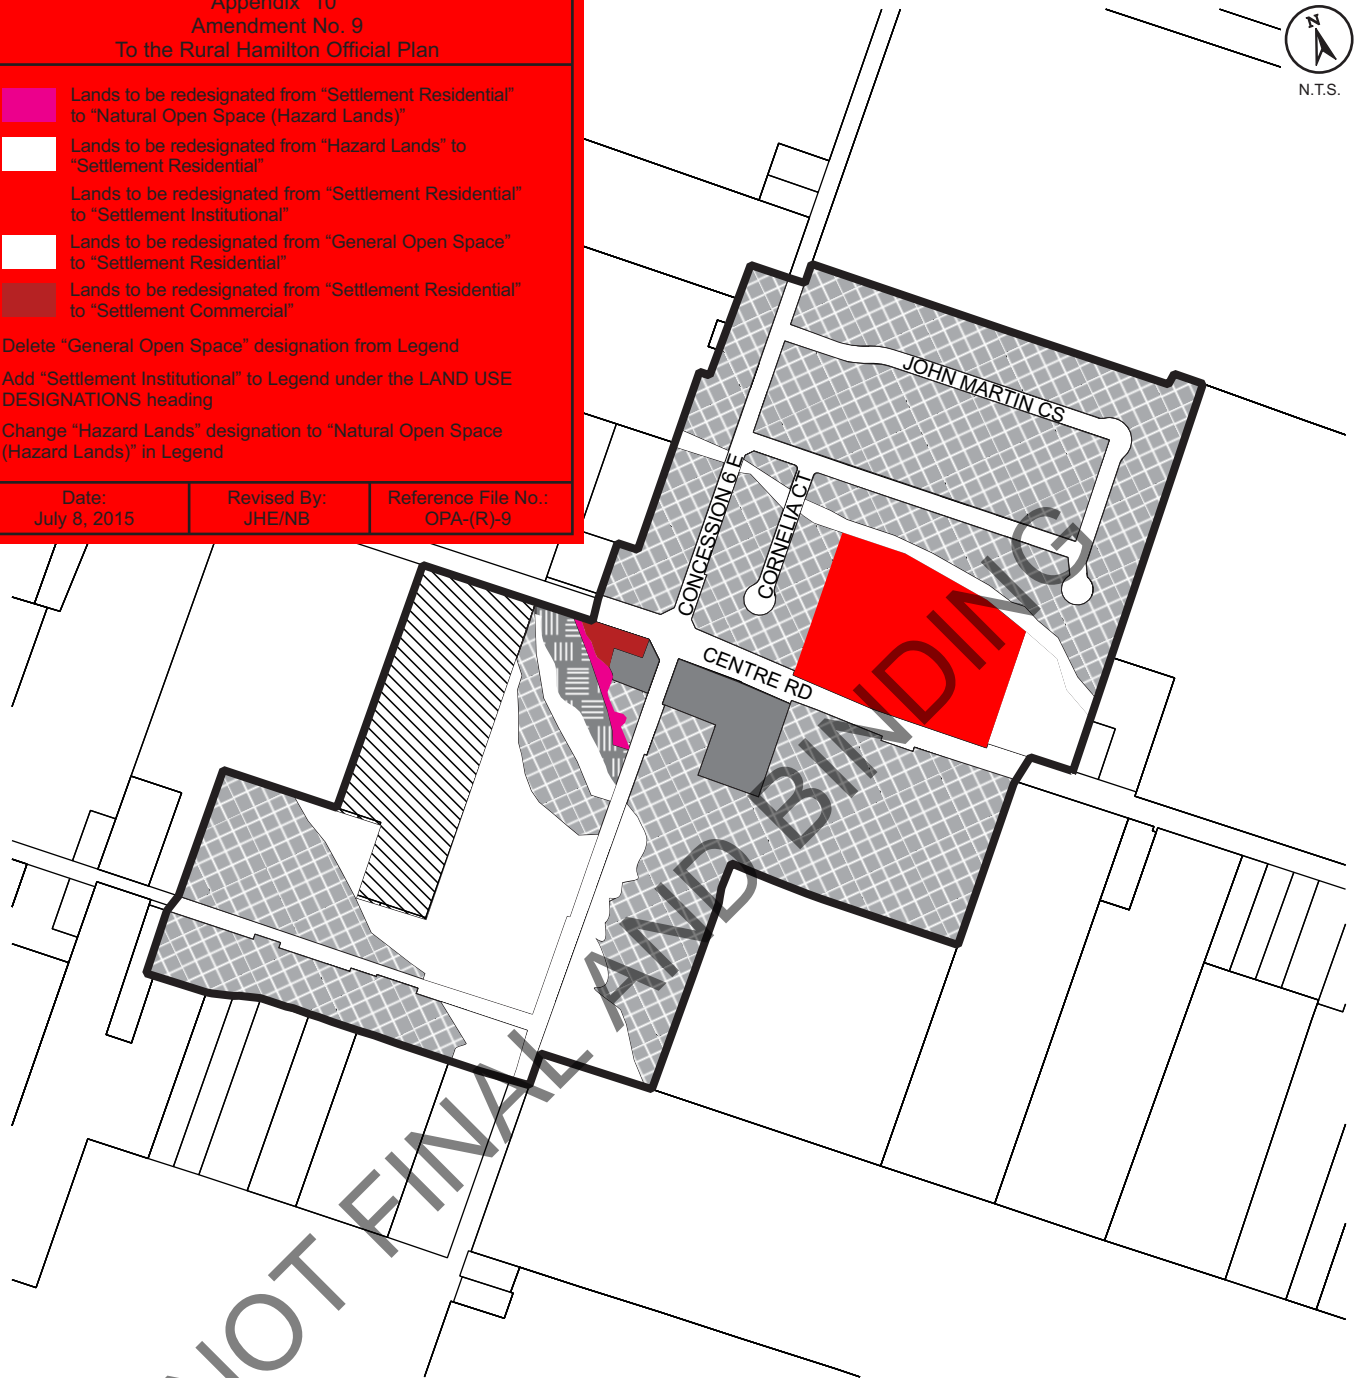 Appendix "10"
Amendment No. 9
To the Rural Hamilton Official Plan
Lands to be redesignated from “Settlement Residential”
to “Natural Open Space (Hazard Lands)”
Lands to be redesignated from “Hazard Lands” to
“Settlement Residential”
Lands to be redesignated from “Settlement Residential”
to “Settlement Institutional”
Lands to be redesignated from “General Open Space”
to “Settlement Residential”
Lands to be redesignated from “Settlement Residential”
to “Settlement Commercial”
Delete “General Open Space” designation from Legend
Add “Settlement Institutional” to Legend under the LAND USE
DESIGNATIONS heading
Change “Hazard Lands” designation to “Natural Open Space
(Hazard Lands)” in Legend
Date:
July 8, 2015
Revised By:
JHE/NB
Reference File No.:
OPA-(R)-9
N
N.T.S.
JOHN MARTIN CS
CONCESSION 6 E
CORNELIA CT
CENTRE RD
NOT FINAL AND BINDING